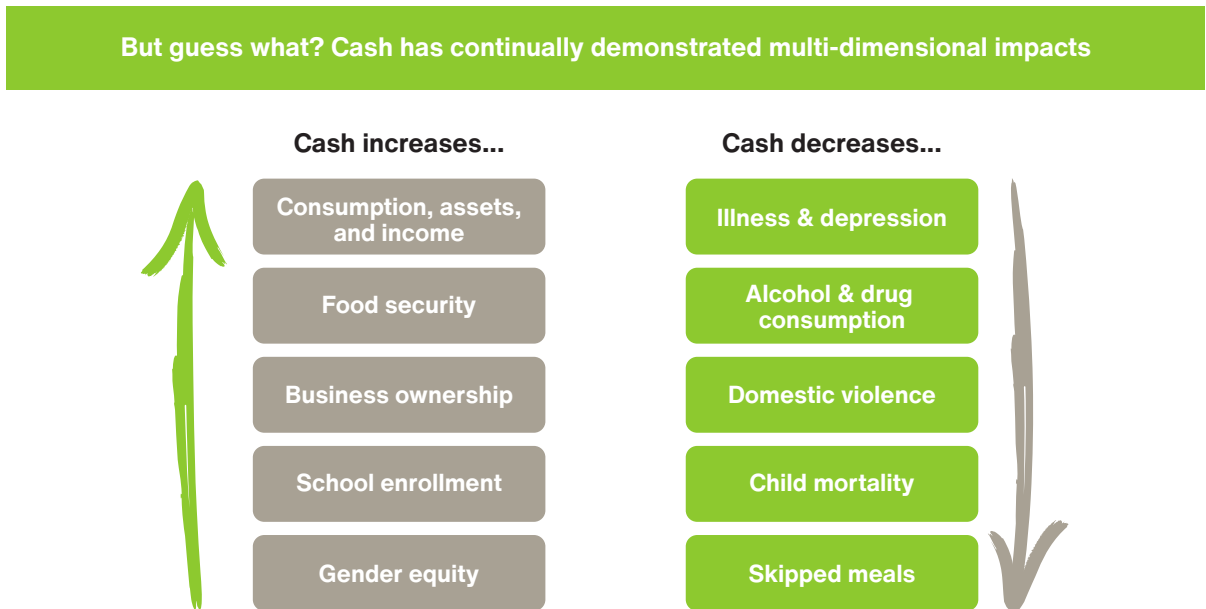 But guess what? Cash has continually demonstrated multi-dimensional impacts
Cash increases...
Consumption, assets,
and income
Food security
Business ownership
School enrollment
Gender equity
Cash decreases...
Illness & depression
Alcohol & drug
consumption
Domestic violence
Child mortality
Skipped meals